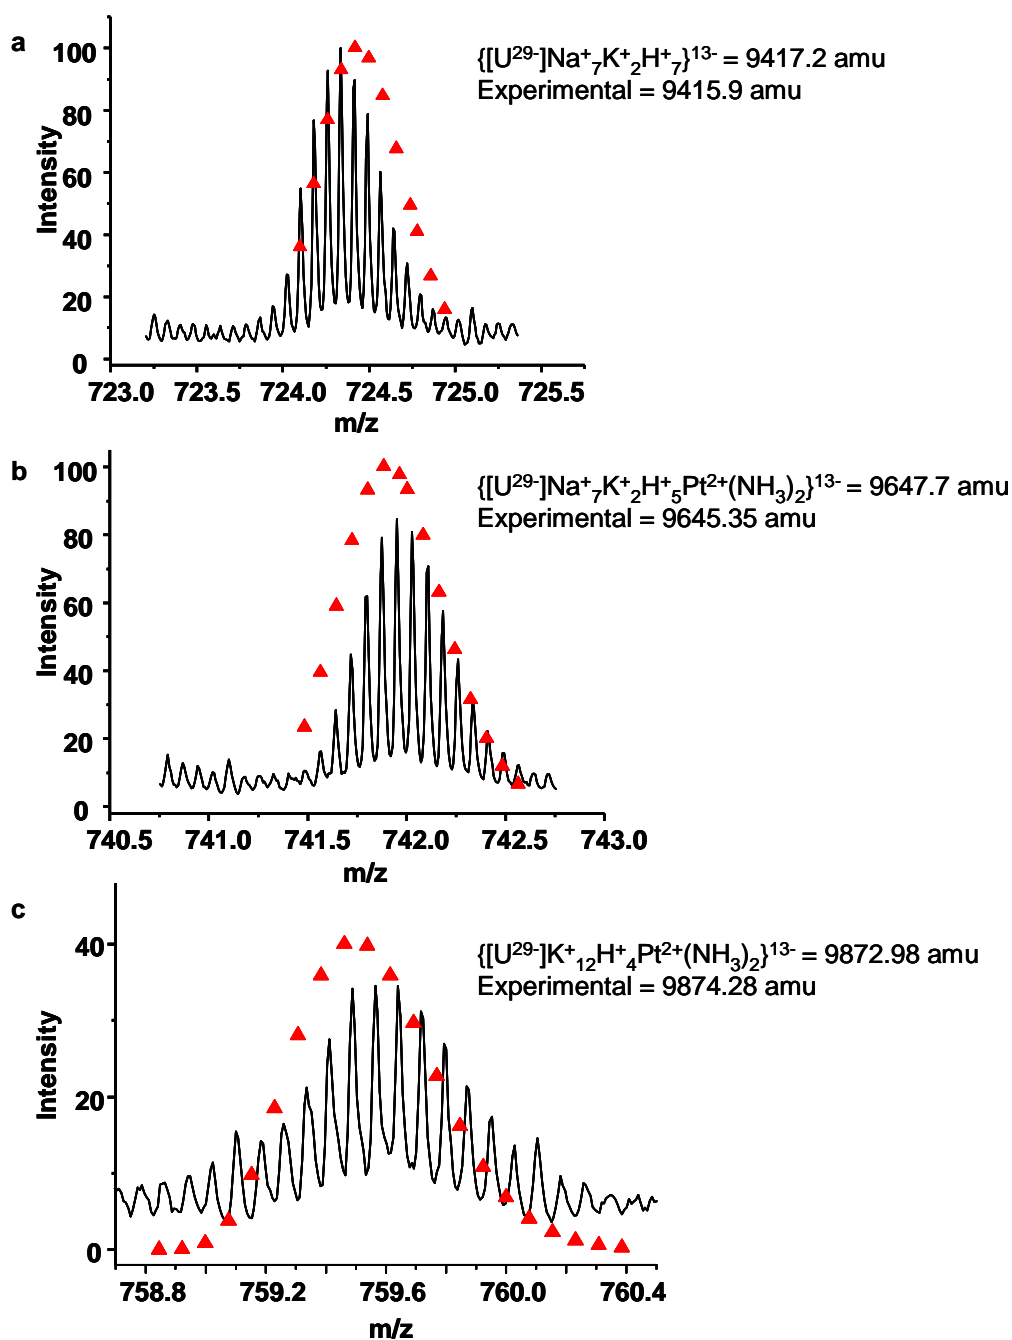 a
{[U²⁹⁻]Na⁺₇K⁺₂H⁺₇}¹³⁻ = 9417.2 amu
Experimental = 9415.9 amu
100
80
60
40
20
0
Intensity
723.0 723.5 724.0 724.5 725.0 725.5
m/z
b
{[U²⁹⁻]Na⁺₇K⁺₂H⁺₅Pt²⁺(NH₃)₂}¹³⁻ = 9647.7 amu
Experimental = 9645.35 amu
100
80
60
40
20
0
Intensity
740.5 741.0 741.5 742.0 742.5 743.0
m/z
c
{[U²⁹⁻]K⁺₁₂H⁺₄Pt²⁺(NH₃)₂}¹³⁻ = 9872.98 amu
Experimental = 9874.28 amu
40
20
0
Intensity
758.8 759.2 759.6 760.0 760.4
m/z